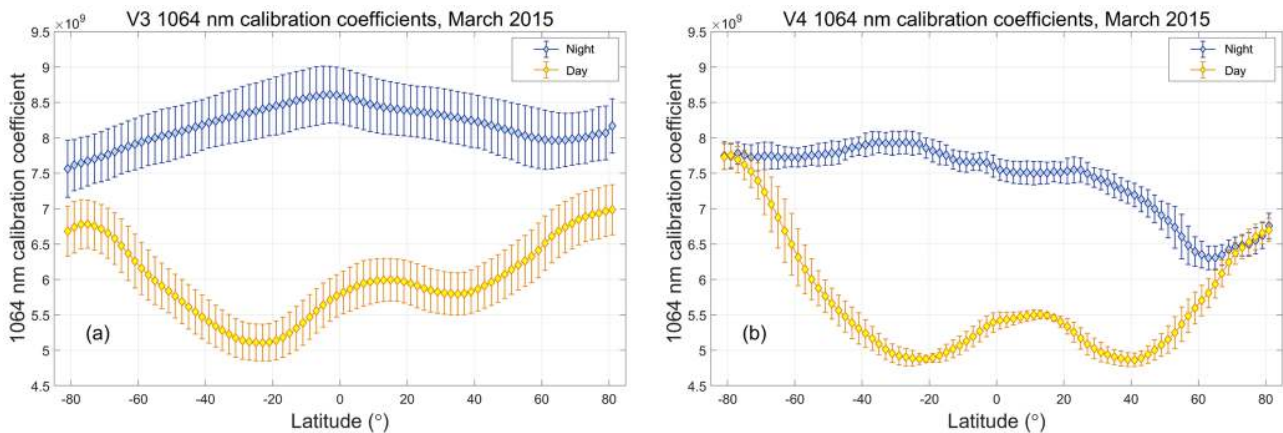 V3 1064 nm calibration coefficients, March 2015
×10⁹
9.5
9
8.5
8
7.5
7
6.5
6
5.5
5
4.5
1064 nm calibration coefficient
Night
Day
(a)
-80 -60 -40 -20 0 20 40 60 80
Latitude (°)
V4 1064 nm calibration coefficients, March 2015
×10⁹
9.5
9
8.5
8
7.5
7
6.5
6
5.5
5
4.5
1064 nm calibration coefficient
Night
Day
(b)
-80 -60 -40 -20 0 20 40 60 80
Latitude (°)